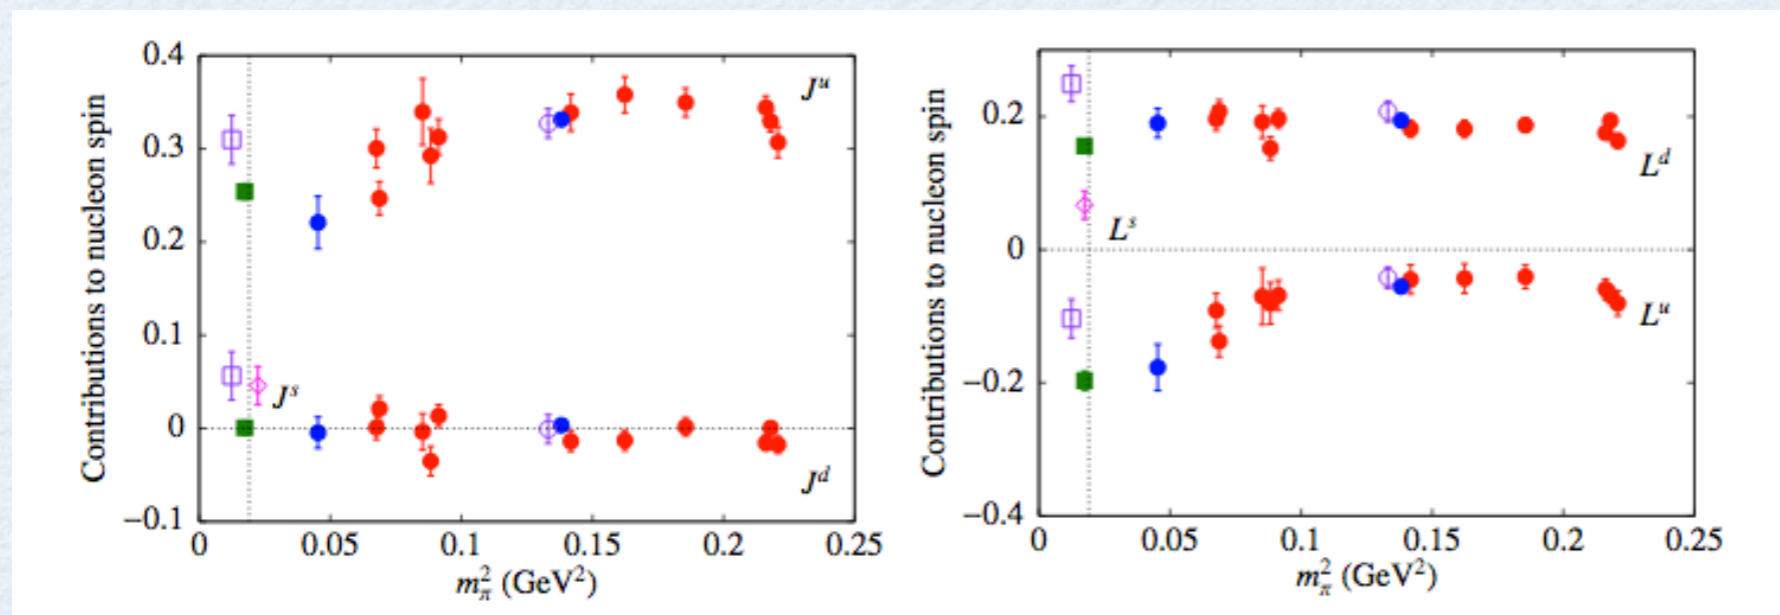 Contributions to nucleon spin
0.4
0.3
0.2
0.1
0
−0.1
J^u
J^s
J^d
0 0.05 0.1 0.15 0.2 0.25
m_π^2 (GeV^2)
Contributions to nucleon spin
0.2
0
−0.2
−0.4
L^d
L^s
L^u
0 0.05 0.1 0.15 0.2 0.25
m_π^2 (GeV^2)